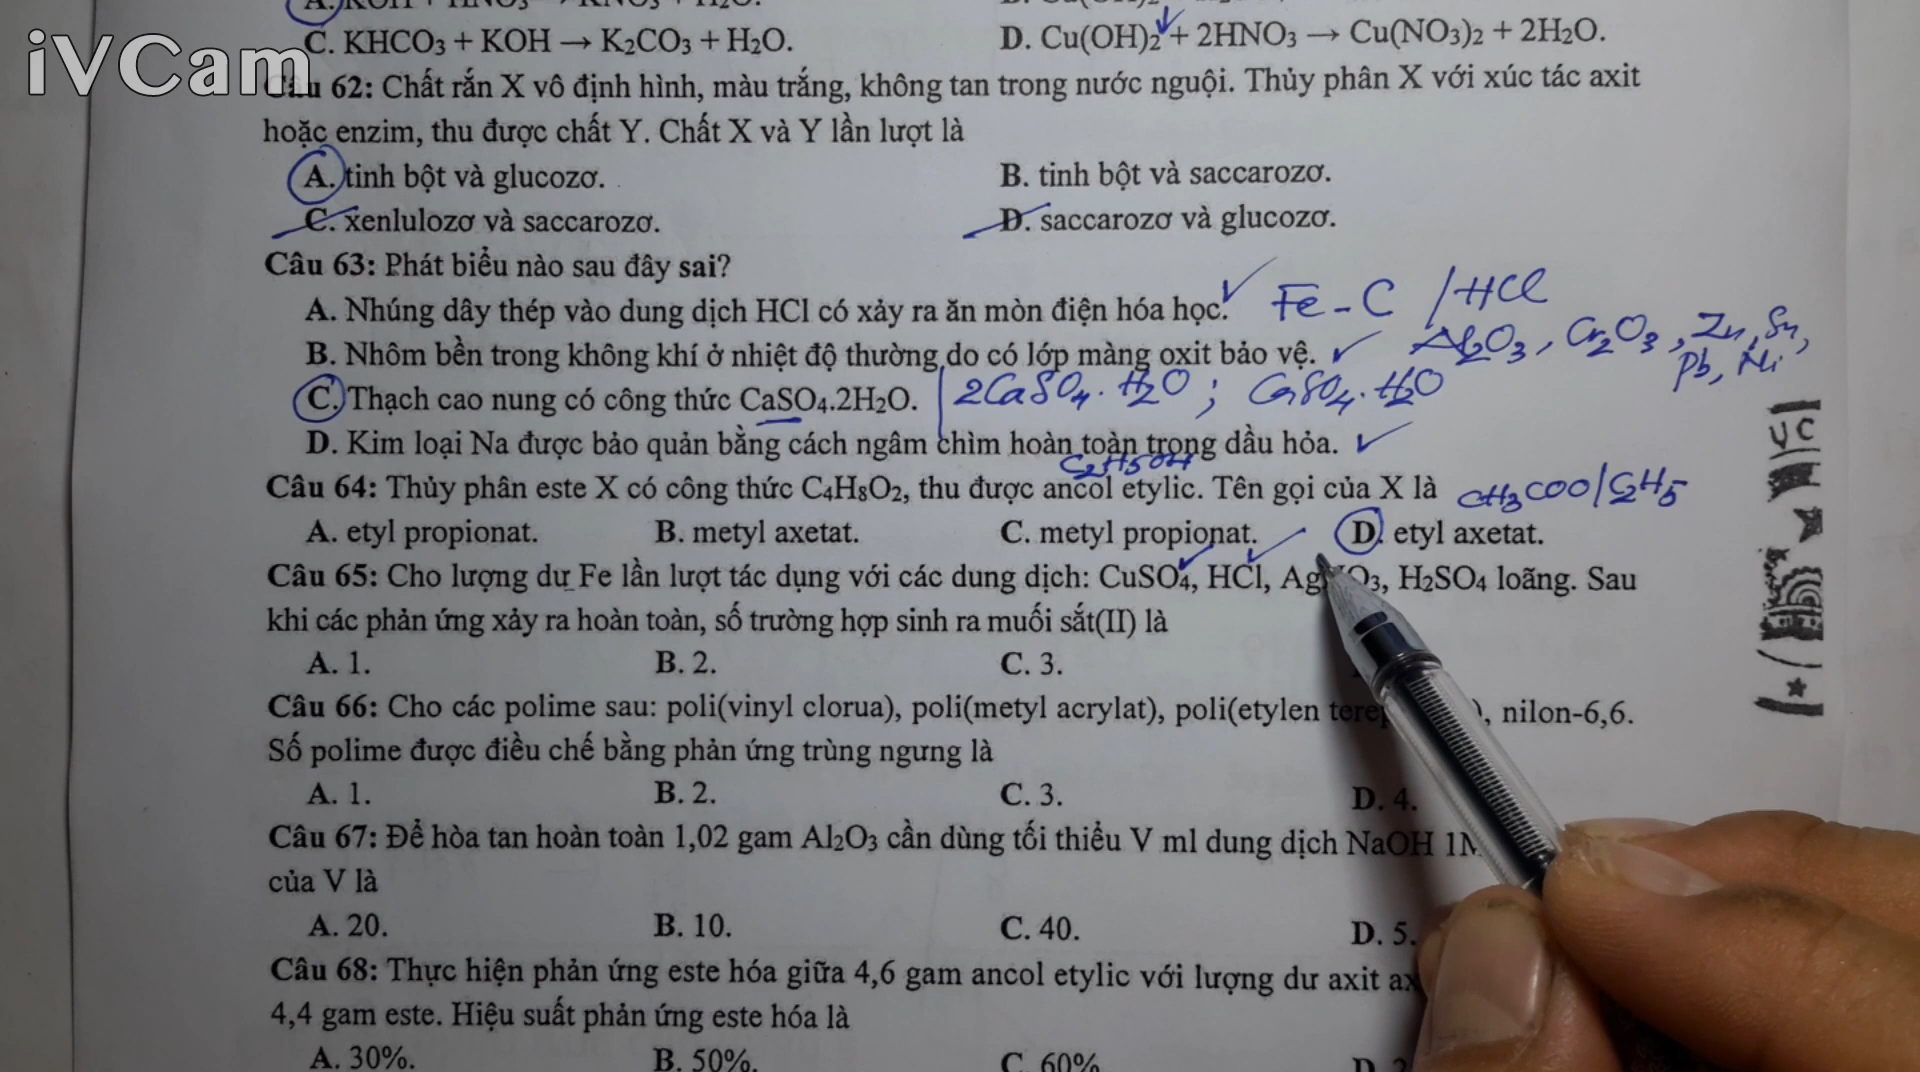 iVCam
C. KHCO₃ + KOH → K₂CO₃ + H₂O.
D. Cu(OH)₂ + 2HNO₃ → Cu(NO₃)₂ + 2H₂O.
Câu 62: Chất rắn X vô định hình, màu trắng, không tan trong nước nguội. Thủy phân X với xúc tác axit
hoặc enzim, thu được chất Y. Chất X và Y lần lượt là
A. tinh bột và glucozơ.
B. tinh bột và saccarozơ.
C. xenlulozơ và saccarozơ.
D. saccarozơ và glucozơ.
Câu 63: Phát biểu nào sau đây sai?
A. Nhúng dây thép vào dung dịch HCl có xảy ra ăn mòn điện hóa học. Fe - C / HCl
B. Nhôm bền trong không khí ở nhiệt độ thường do có lớp màng oxit bảo vệ. Al₂O₃, Cr₂O₃, Zn, Sn,
Pb, Ni
C. Thạch cao nung có công thức CaSO₄.2H₂O. 2CaSO₄.H₂O ; CaSO₄.H₂O
D. Kim loại Na được bảo quản bằng cách ngâm chìm hoàn toàn trong dầu hỏa.
C₂H₅OH
Câu 64: Thủy phân este X có công thức C₄H₈O₂, thu được ancol etylic. Tên gọi của X là CH₃COO/C₂H₅
A. etyl propionat.
B. metyl axetat.
C. metyl propionat.
D. etyl axetat.
Câu 65: Cho lượng dư Fe lần lượt tác dụng với các dung dịch: CuSO₄, HCl, AgNO₃, H₂SO₄ loãng. Sau
khi các phản ứng xảy ra hoàn toàn, số trường hợp sinh ra muối sắt(II) là
A. 1.
B. 2.
C. 3.
Câu 66: Cho các polime sau: poli(vinyl clorua), poli(metyl acrylat), poli(etylen , nilon-6,6.
Số polime được điều chế bằng phản ứng trùng ngưng là
A. 1.
B. 2.
C. 3.
D. 4.
Câu 67: Để hòa tan hoàn toàn 1,02 gam Al₂O₃ cần dùng tối thiểu V ml dung dịch NaOH 1M
của V là
A. 20.
B. 10.
C. 40.
D. 5.
Câu 68: Thực hiện phản ứng este hóa giữa 4,6 gam ancol etylic với lượng dư axit
4,4 gam este. Hiệu suất phản ứng este hóa là
A. 30%.
B. 50%.
C. 60%